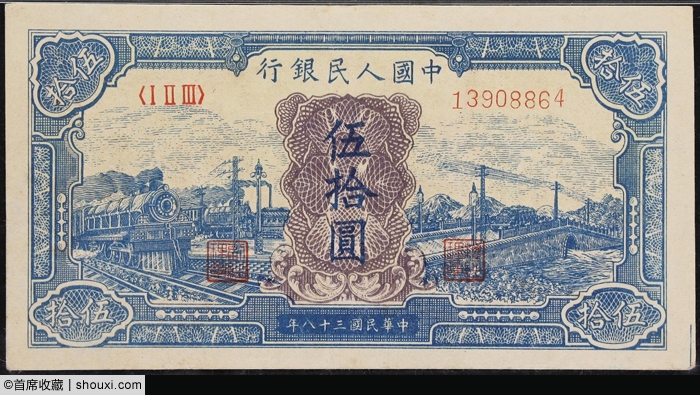 中國人民銀行
〈I II III〉
13908864
伍拾
伍拾
伍拾圓
伍拾
伍拾
中華民國三十八年
©首席收藏 | shouxi.com